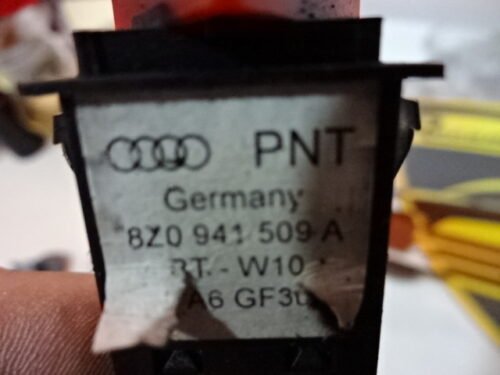 PNT
Germany
8Z0 941 509 A
RT - W10
A6 GF30